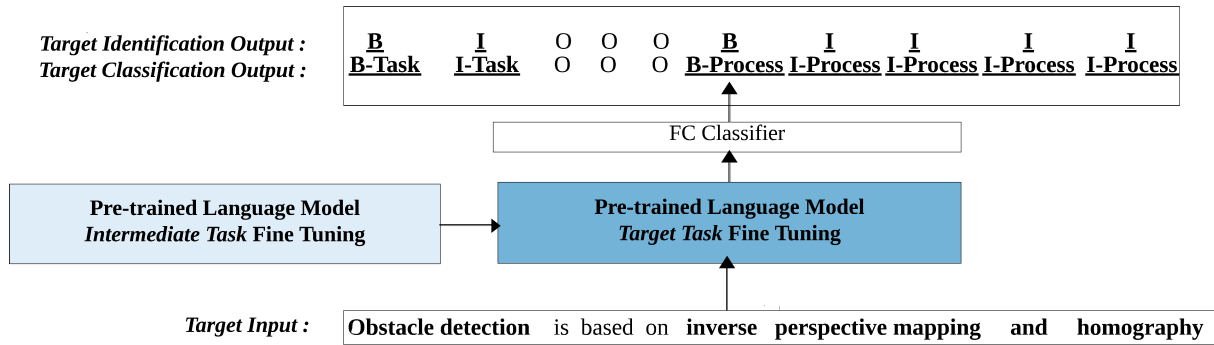 Target Identification Output : B I O O O B I I I I
Target Classification Output : B-Task I-Task O O O B-Process I-Process I-Process I-Process I-Process
FC Classifier
Pre-trained Language Model
Intermediate Task Fine Tuning
Pre-trained Language Model
Target Task Fine Tuning
Target Input : Obstacle detection is based on inverse perspective mapping and homography